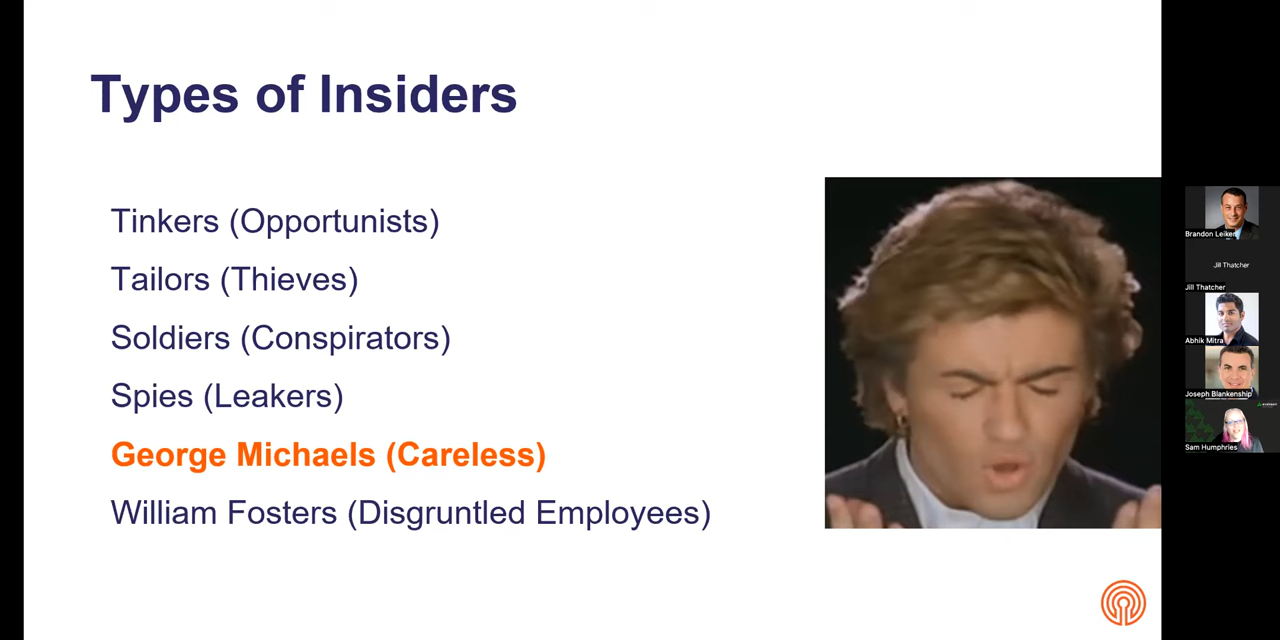 Types of Insiders
Tinkers (Opportunists)
Tailors (Thieves)
Soldiers (Conspirators)
Spies (Leakers)
George Michaels (Careless)
William Fosters (Disgruntled Employees)
Brandon Leiker
Jill Thatcher
Jill Thatcher
Abhik Mitra
Joseph Blankenship
Sam Humphries